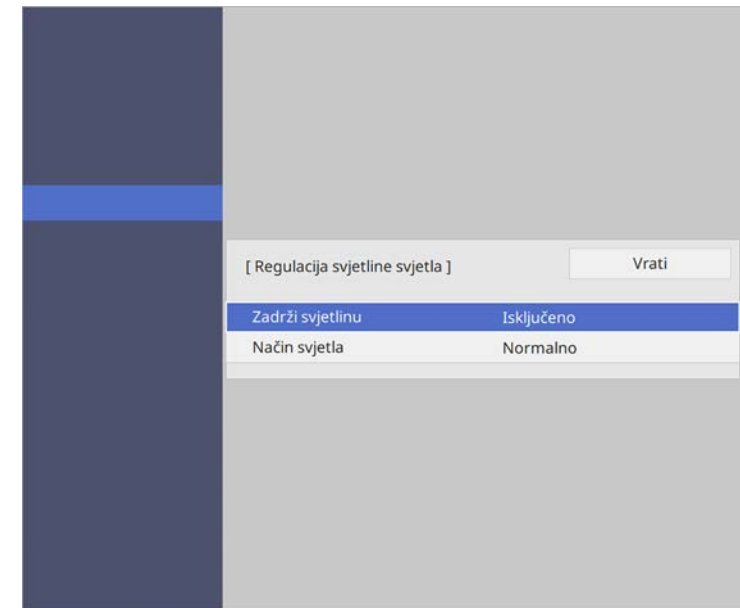 [ Regulacija svjetline svjetla ] Vrati
Zadrži svjetlinu Isključeno
Način svjetla Normalno